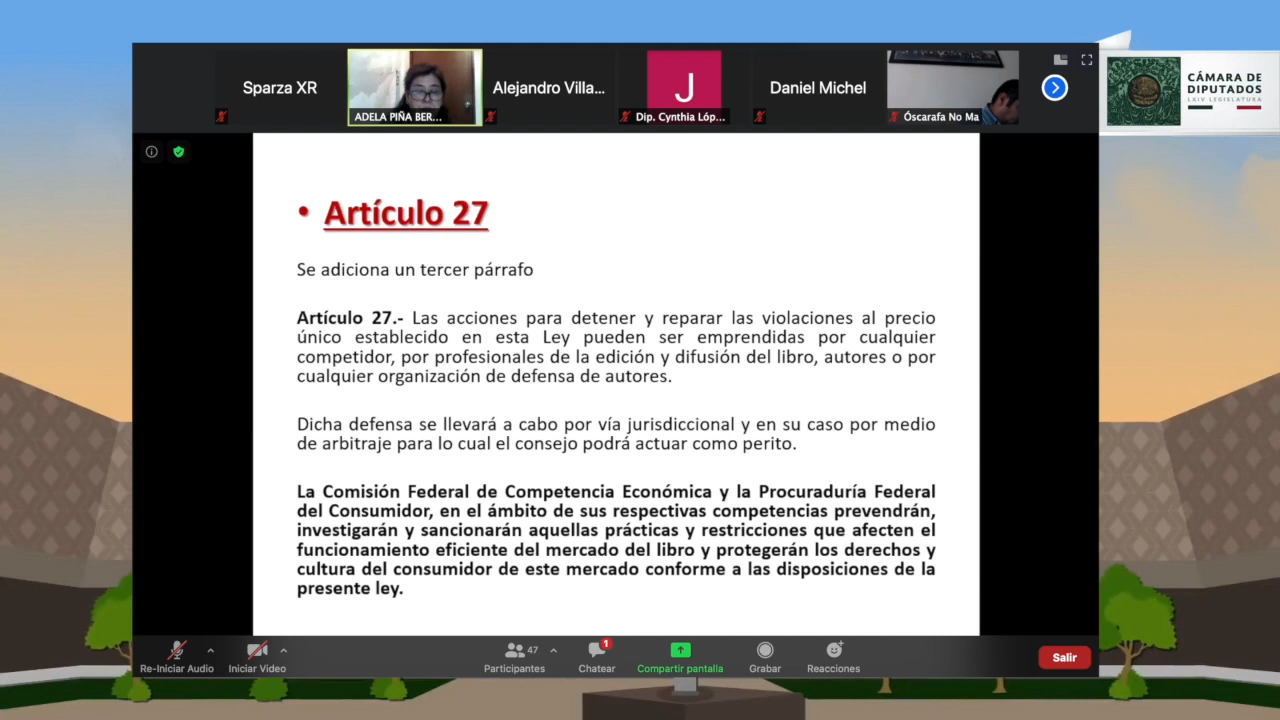 Sparza XR
ADELA PIÑA BER...
Alejandro Villa...
J
Dip. Cynthia Lóp...
Daniel Michel
Óscarafa No Ma
CÁMARA DE
DIPUTADOS
LXIV LEGISLATURA
• Artículo 27
Se adiciona un tercer párrafo
Artículo 27.- Las acciones para detener y reparar las violaciones al precio
único establecido en esta Ley pueden ser emprendidas por cualquier
competidor, por profesionales de la edición y difusión del libro, autores o por
cualquier organización de defensa de autores.
Dicha defensa se llevará a cabo por vía jurisdiccional y en su caso por medio
de arbitraje para lo cual el consejo podrá actuar como perito.
La Comisión Federal de Competencia Económica y la Procuraduría Federal
del Consumidor, en el ámbito de sus respectivas competencias prevendrán,
investigarán y sancionarán aquellas prácticas y restricciones que afecten el
funcionamiento eficiente del mercado del libro y protegerán los derechos y
cultura del consumidor de este mercado conforme a las disposiciones de la
presente ley.
Re-Iniciar Audio
Iniciar Video
47
Participantes
1
Chatear
Compartir pantalla
Grabar
Reacciones
Salir